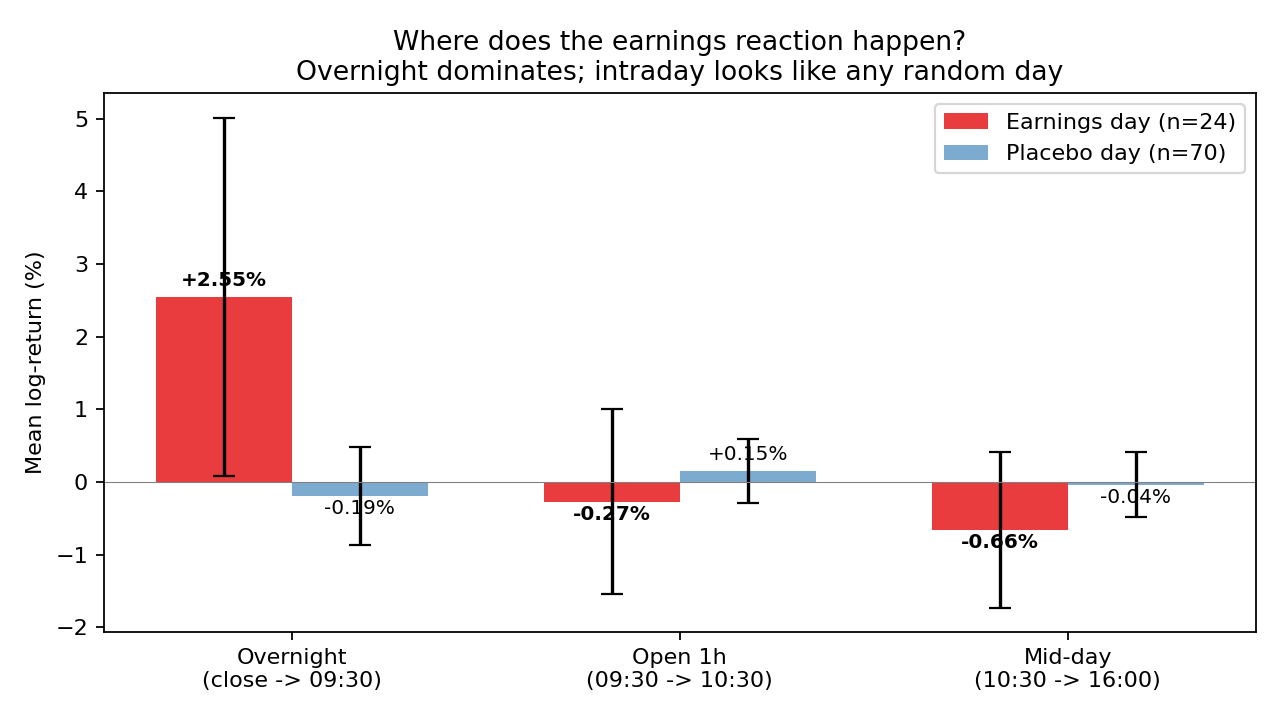 Where does the earnings reaction happen?
Overnight dominates; intraday looks like any random day
Mean log-return (%)
5
4
3
2
1
0
−1
−2
Earnings day (n=24)
Placebo day (n=70)
+2.55%
-0.19%
-0.27%
+0.15%
-0.66%
-0.04%
Overnight
(close -> 09:30)
Open 1h
(09:30 -> 10:30)
Mid-day
(10:30 -> 16:00)